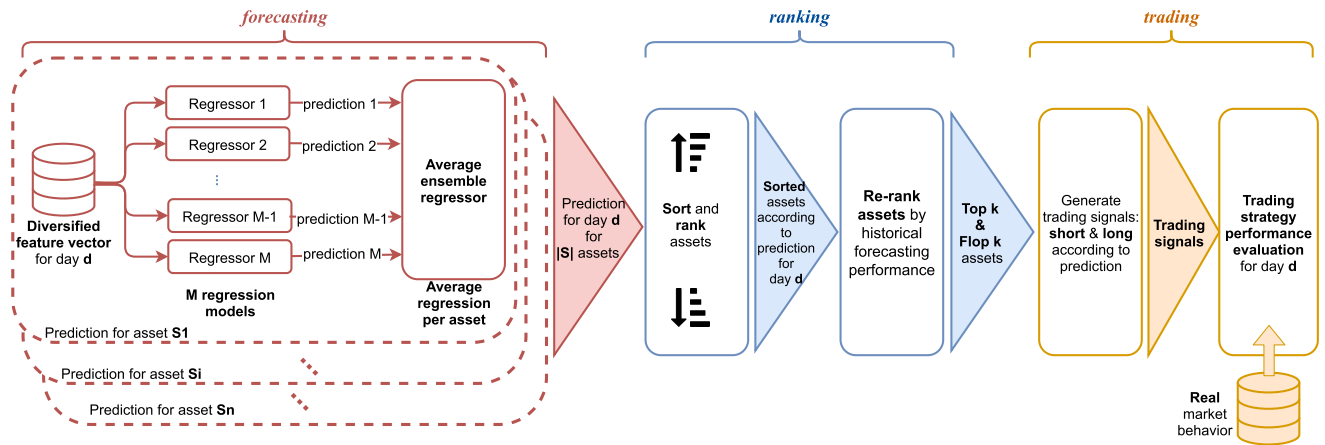 forecasting
ranking
trading
Regressor 1
prediction 1
Regressor 2
prediction 2
⋮
Regressor M-1
prediction M-1
Regressor M
prediction M
Diversified
feature vector
for day d
M regression
models
Average
ensemble
regressor
Average
regression
per asset
Prediction for asset S1
Prediction for asset Si
Prediction for asset Sn
Prediction
for day d
for
|S| assets
Sort and
rank
assets
Sorted
assets
according
to
prediction
for
day d
Re-rank
assets by
historical
forecasting
performance
Top k
&
Flop k
assets
Generate
trading signals:
short & long
according to
prediction
Trading
signals
Trading
strategy
performance
evaluation
for day d
Real
market
behavior